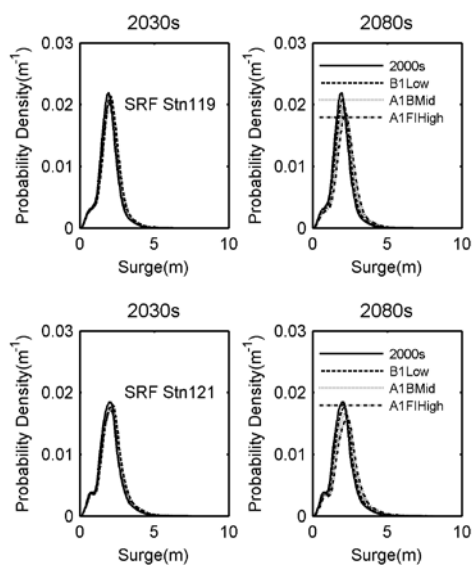 2030s
0.03
0.02
0.01
0
Probability Density(m⁻¹)
SRF Stn119
0 5 10
Surge(m)
2080s
0.03
0.02
0.01
0
Probability Density(m⁻¹)
2000s
B1Low
A1BMid
A1FIHigh
0 5 10
Surge(m)
2030s
0.03
0.02
0.01
0
Probability Density(m⁻¹)
SRF Stn121
0 5 10
Surge(m)
2080s
0.03
0.02
0.01
0
Probability Density(m⁻¹)
2000s
B1Low
A1BMid
A1FIHigh
0 5 10
Surge(m)